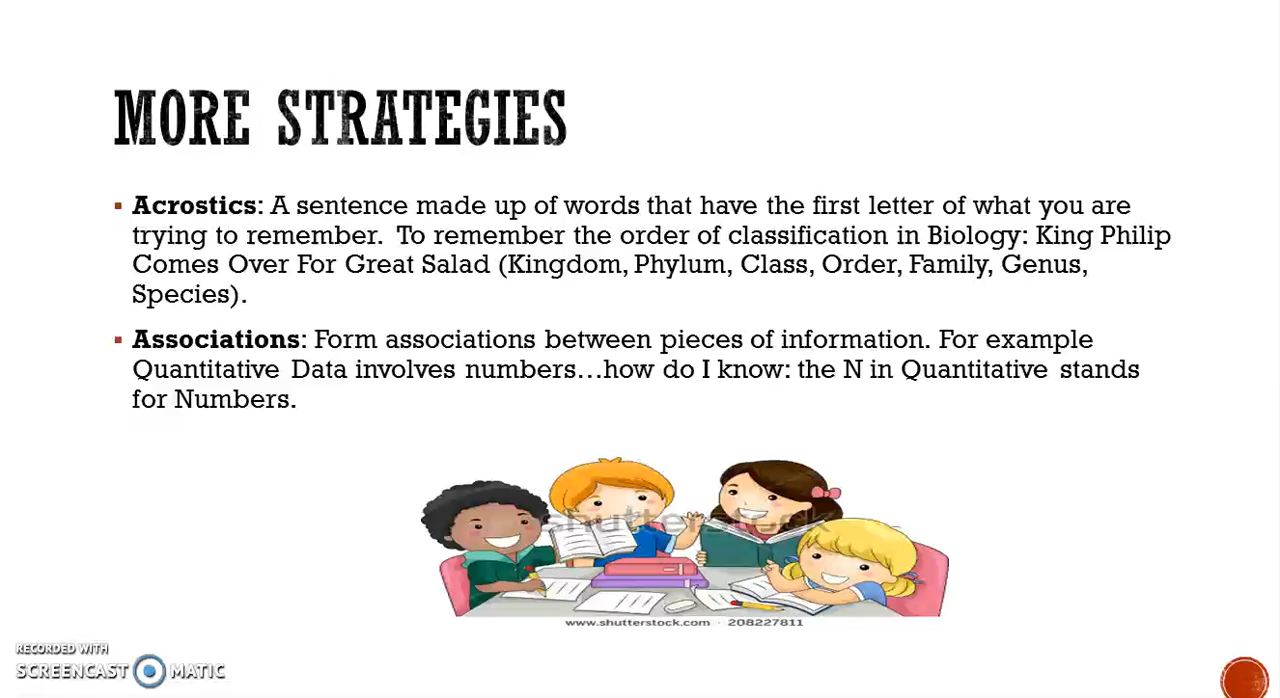 MORE STRATEGIES
Acrostics: A sentence made up of words that have the first letter of what you are
trying to remember. To remember the order of classification in Biology: King Philip
Comes Over For Great Salad (Kingdom, Phylum, Class, Order, Family, Genus,
Species).
Associations: Form associations between pieces of information. For example
Quantitative Data involves numbers…how do I know: the N in Quantitative stands
for Numbers.
shutterstock
www.shutterstock.com · 208227811
RECORDED WITH
SCREENCAST MATIC